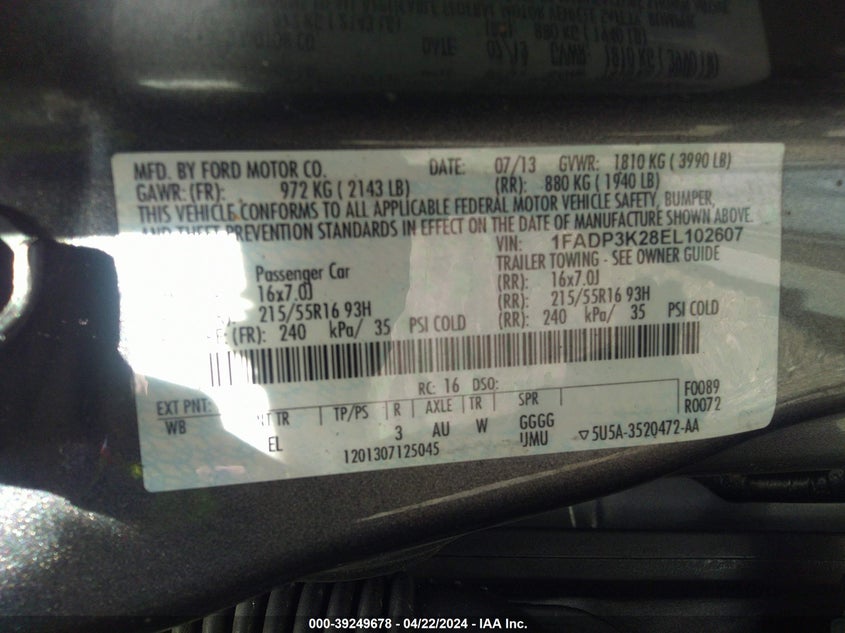 MFD. BY FORD MOTOR CO. DATE: 07/13 GVWR: 1810 KG ( 3990 LB)
GAWR: (FR): 972 KG ( 2143 LB) (RR): 880 KG ( 1940 LB)
THIS VEHICLE CONFORMS TO ALL APPLICABLE FEDERAL MOTOR VEHICLE SAFETY, BUMPER,
AND THEFT PREVENTION STANDARDS IN EFFECT ON THE DATE OF MANUFACTURE SHOWN ABOVE.
VIN: 1FADP3K28EL102607
Passenger Car TRAILER TOWING - SEE OWNER GUIDE
16x7.0J (RR): 16x7.0J
215/55R16 93H (RR): 215/55R16 93H
(FR): 240 kPa/ 35 PSI COLD (RR): 240 kPa/ 35 PSI COLD
RC: 16 DSO:
EXT PNT: INT TR TP/PS R AXLE TR SPR F0089
R0072
W8 EL 3 AU W GGGG
UMU 5U5A-3520472-AA
1201307125045
000-39249678 - 04/22/2024 - IAA Inc.